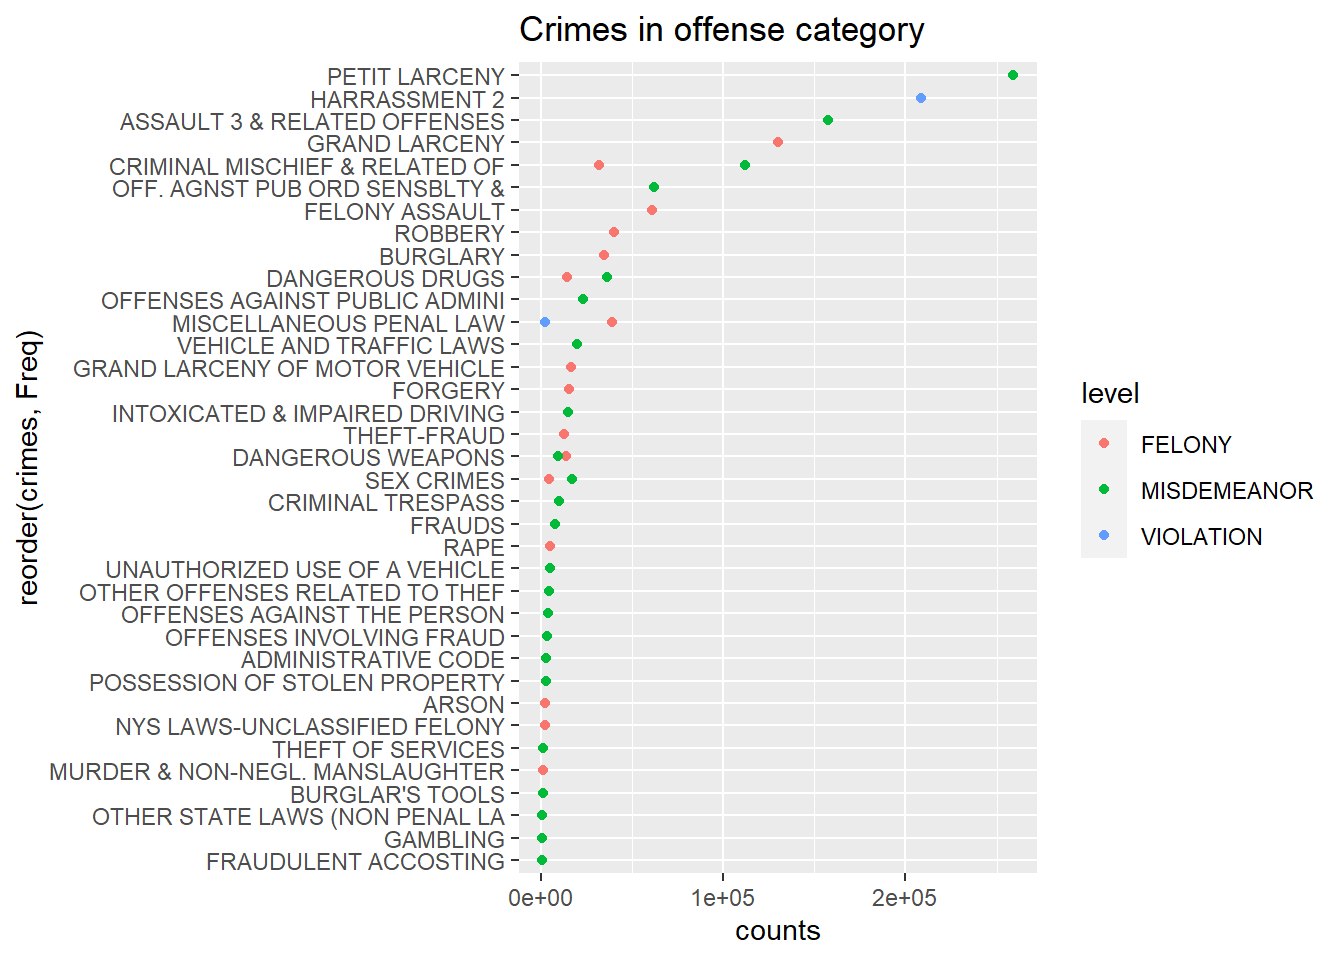 Crimes in offense category
PETIT LARCENY
HARRASSMENT 2
ASSAULT 3 & RELATED OFFENSES
GRAND LARCENY
CRIMINAL MISCHIEF & RELATED OF
OFF. AGNST PUB ORD SENSBLTY &
FELONY ASSAULT
ROBBERY
BURGLARY
DANGEROUS DRUGS
OFFENSES AGAINST PUBLIC ADMINI
MISCELLANEOUS PENAL LAW
VEHICLE AND TRAFFIC LAWS
GRAND LARCENY OF MOTOR VEHICLE
FORGERY
INTOXICATED & IMPAIRED DRIVING
THEFT-FRAUD
DANGEROUS WEAPONS
SEX CRIMES
CRIMINAL TRESPASS
FRAUDS
RAPE
UNAUTHORIZED USE OF A VEHICLE
OTHER OFFENSES RELATED TO THEF
OFFENSES AGAINST THE PERSON
OFFENSES INVOLVING FRAUD
ADMINISTRATIVE CODE
POSSESSION OF STOLEN PROPERTY
ARSON
NYS LAWS-UNCLASSIFIED FELONY
THEFT OF SERVICES
MURDER & NON-NEGL. MANSLAUGHTER
BURGLAR'S TOOLS
OTHER STATE LAWS (NON PENAL LA
GAMBLING
FRAUDULENT ACCOSTING
reorder(crimes, Freq)
0e+00 1e+05 2e+05
counts
level
FELONY
MISDEMEANOR
VIOLATION